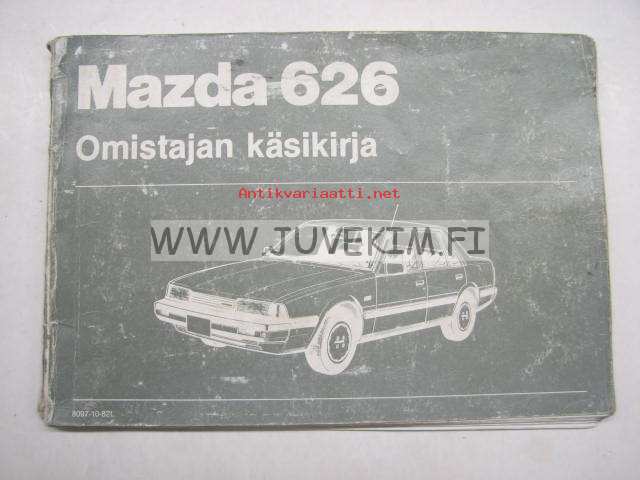 Mazda 626
Omistajan käsikirja
Antikvariaatti.net
WWW.JUVEKIM.FI
8097-10-82L